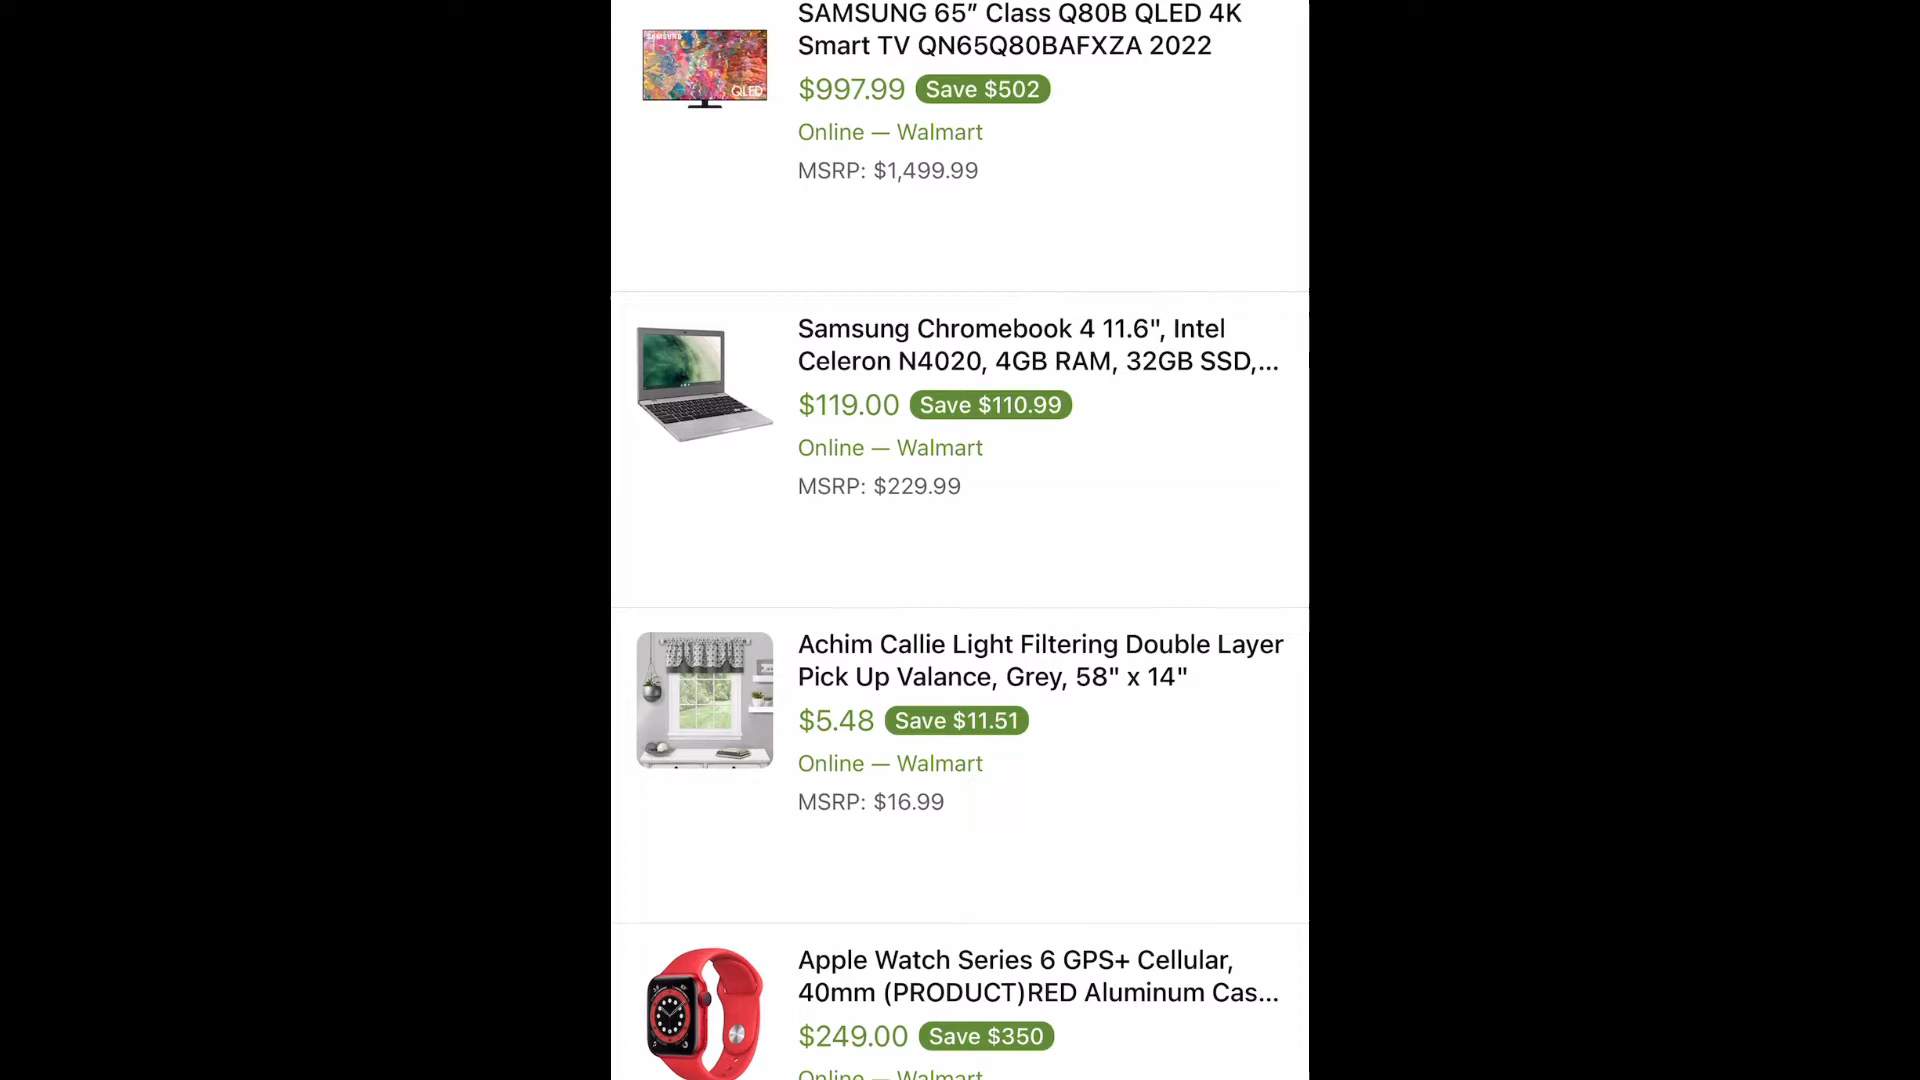 SAMSUNG 65” Class Q80B QLED 4K
Smart TV QN65Q80BAFXZA 2022
SAMSUNG
QLED
$997.99 Save $502
Online — Walmart
MSRP: $1,499.99
Samsung Chromebook 4 11.6", Intel
Celeron N4020, 4GB RAM, 32GB SSD,...
$119.00 Save $110.99
Online — Walmart
MSRP: $229.99
Achim Callie Light Filtering Double Layer
Pick Up Valance, Grey, 58" x 14"
$5.48 Save $11.51
Online — Walmart
MSRP: $16.99
Apple Watch Series 6 GPS+ Cellular,
40mm (PRODUCT)RED Aluminum Cas...
$249.00 Save $350
Online — Walmart